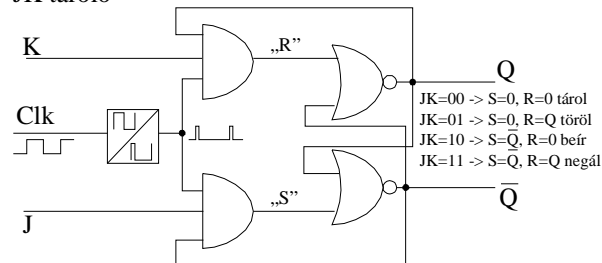 JK tároló
K
„R”
Q
Clk
JK=00 -> S=0, R=0 tárol
JK=01 -> S=0, R=Q töröl
JK=10 -> S=Q̅, R=0 beír
JK=11 -> S=Q̅, R=Q negál
„S”
Q̅
J